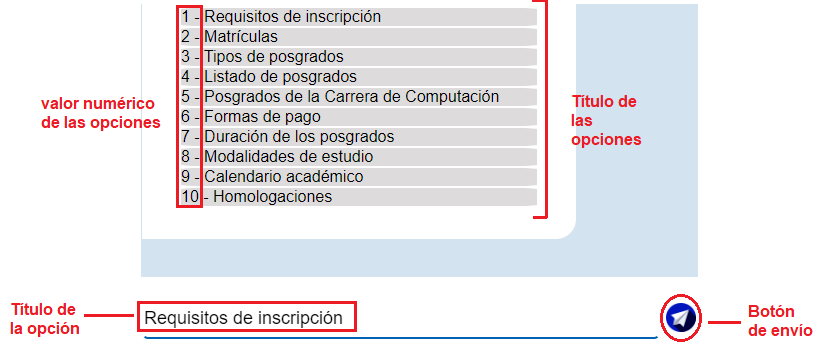 1 - Requisitos de inscripción
2 - Matrículas
3 - Tipos de posgrados
4 - Listado de posgrados
5 - Posgrados de la Carrera de Computación
6 - Formas de pago
7 - Duración de los posgrados
8 - Modalidades de estudio
9 - Calendario académico
10 - Homologaciones
valor numérico
de las opciones
Título de
las
opciones
Título de
la opción
Requisitos de inscripción
Botón
de envío